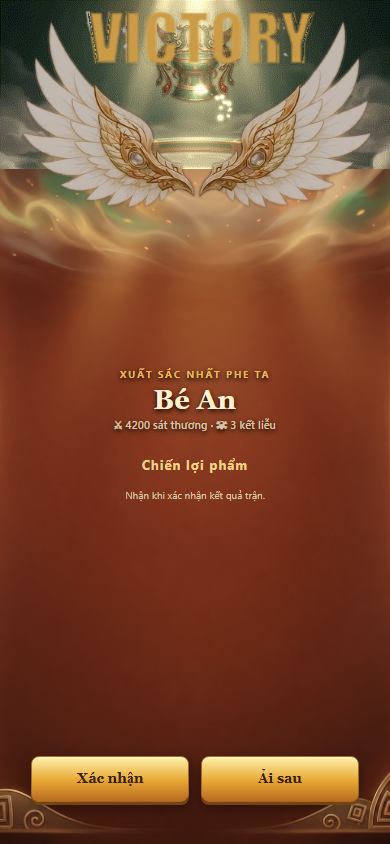 VICTORY
XUẤT SẮC NHẤT PHE TA
Bé An
⚔ 4200 sát thương · ☠ 3 kết liễu
Chiến lợi phẩm
Nhận khi xác nhận kết quả trận.
Xác nhận
Ải sau